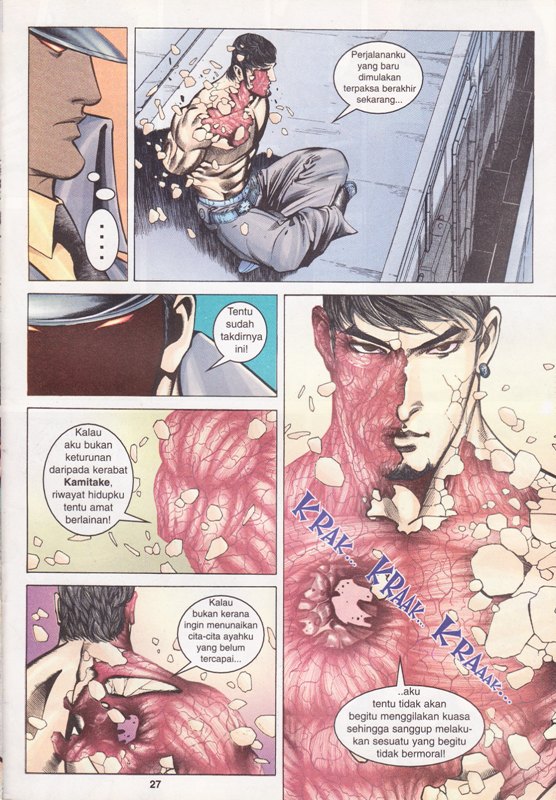 . . . . .
Perjalananku
yang baru
dimulakan
terpaksa berakhir
sekarang...
Tentu
sudah
takdirnya
ini!
Kalau
aku bukan
keturunan
daripada kerabat
Kamitake,
riwayat hidupku
tentu amat
berlainan!
Kalau
bukan kerana
ingin menunaikan
cita-cita ayahku
yang belum
tercapai...
KRAK...
KRAAK...
KRAAAK...
..aku
tentu tidak akan
begitu menggilakan kuasa
sehingga sanggup melaku-
kan sesuatu yang begitu
tidak bermoral!
27